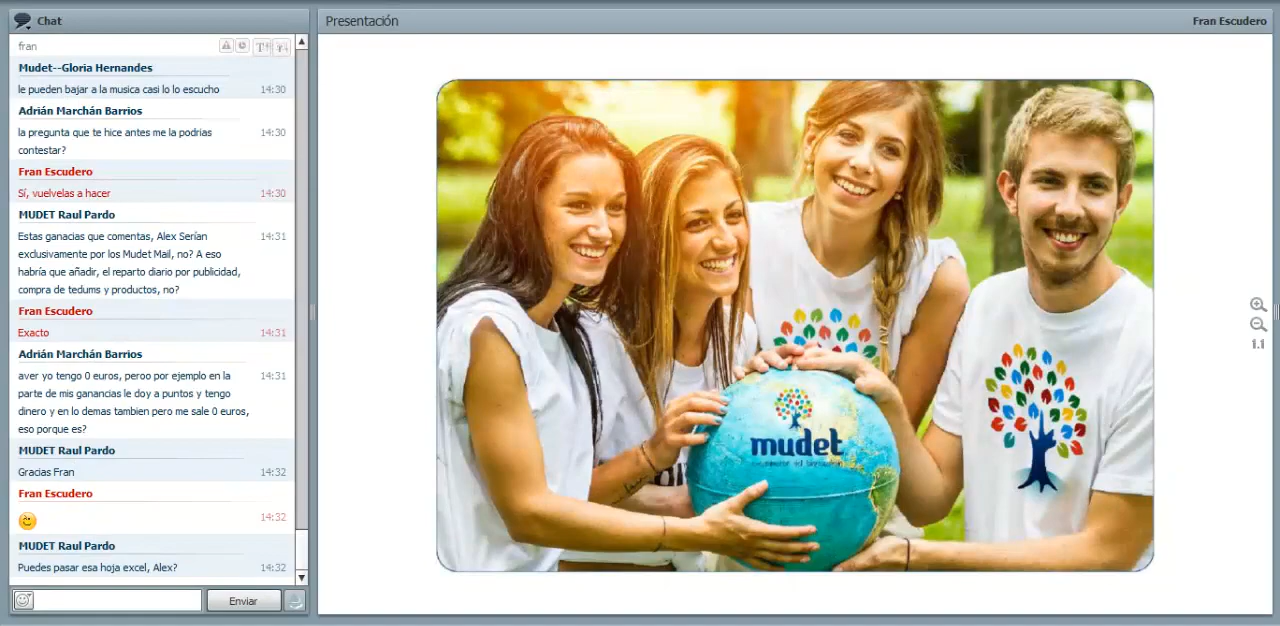 Chat
fran
Mudet--Gloria Hernandes
le pueden bajar a la musica casi lo lo escucho 14:30
Adrián Marchán Barrios
la pregunta que te hice antes me la podrias 14:30
contestar?
Fran Escudero
Sí, vuelvelas a hacer 14:30
MUDET Raul Pardo
Estas ganacias que comentas, Alex Serían 14:31
exclusivamente por los Mudet Mail, no? A eso
habría que añadir, el reparto diario por publicidad,
compra de tedums y productos, no?
Fran Escudero
Exacto 14:31
Adrián Marchán Barrios
aver yo tengo 0 euros, peroo por ejemplo en la 14:31
parte de mis ganancias le doy a puntos y tengo
dinero y en lo demas tambien pero me sale 0 euros,
eso porque es?
MUDET Raul Pardo
Gracias Fran 14:32
Fran Escudero
14:32
MUDET Raul Pardo
Puedes pasar esa hoja excel, Alex? 14:32
Enviar
Presentación
Fran Escudero
mudet
1.1